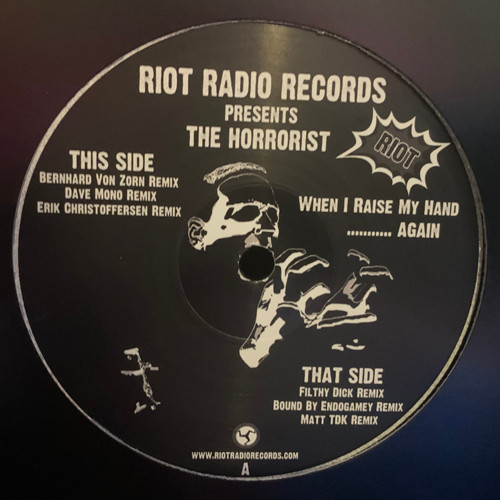 RIOT RADIO RECORDS
PRESENTS
THE HORRORIST
RIOT
THIS SIDE
BERNHARD VON ZORN REMIX
DAVE MONO REMIX
ERIK CHRISTOFFERSEN REMIX
WHEN I RAISE MY HAND
........... AGAIN
THAT SIDE
FILTHY DICK REMIX
BOUND BY ENDOGAMEY REMIX
MATT TDK REMIX
WWW.RIOTRADIORECORDS.COM
A